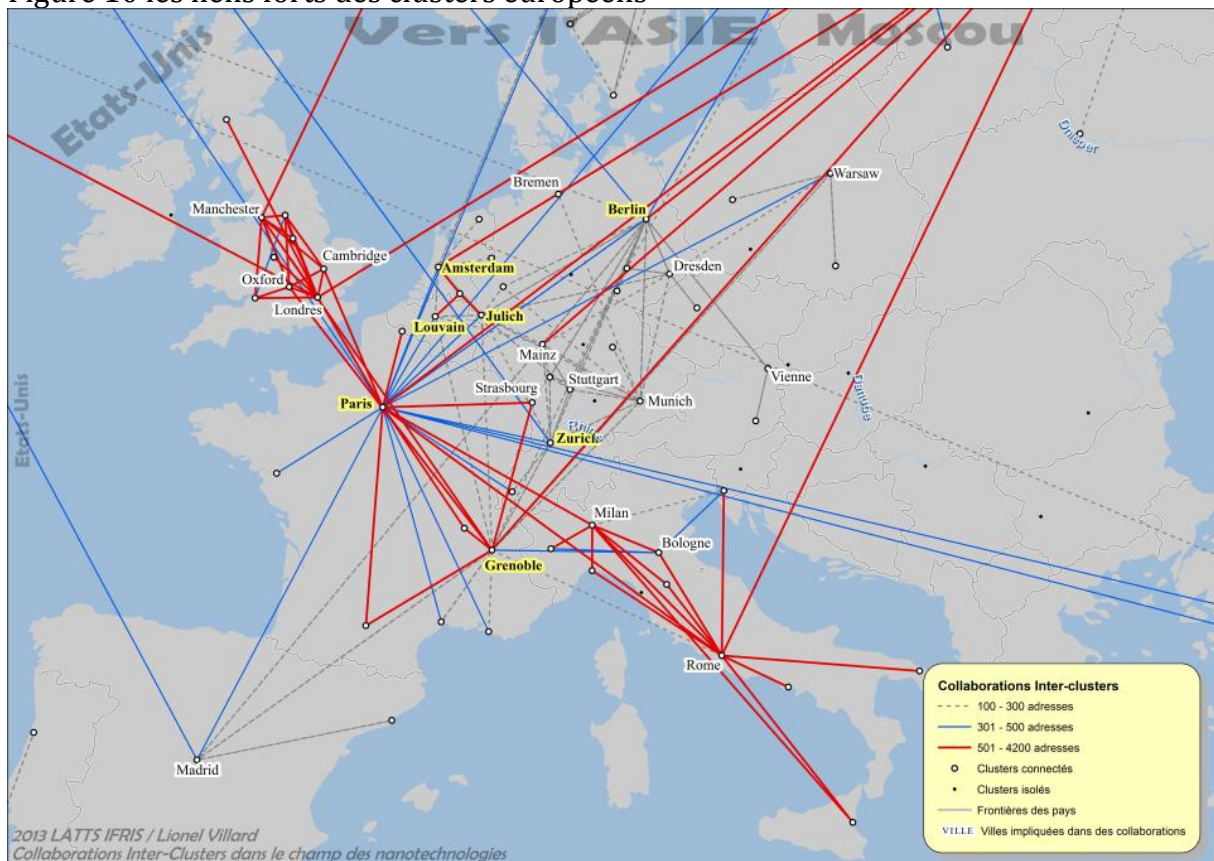 Figure 10 les liens forts des clusters européens
Vers l ASIE Moscou
Etats-Unis
Dnieper
Bremen
Warsaw
Manchester
Berlin
Cambridge
Amsterdam
Dresden
Oxford
Londres
Louvain
Julich
Mainz
Vienne
Danube
Strasbourg
Stuttgart
Paris
Munich
Etats-Unis
Rhin
Zurich
Milan
Bologne
Grenoble
Rome
Madrid
Collaborations Inter-clusters
100 - 300 adresses
301 - 500 adresses
501 - 4200 adresses
Clusters connectés
Clusters isolés
Frontières des pays
VILLE Villes impliquées dans des collaborations
2013 LATTS IFRIS / Lionel Villard
Collaborations Inter-Clusters dans le champ des nanotechnologies